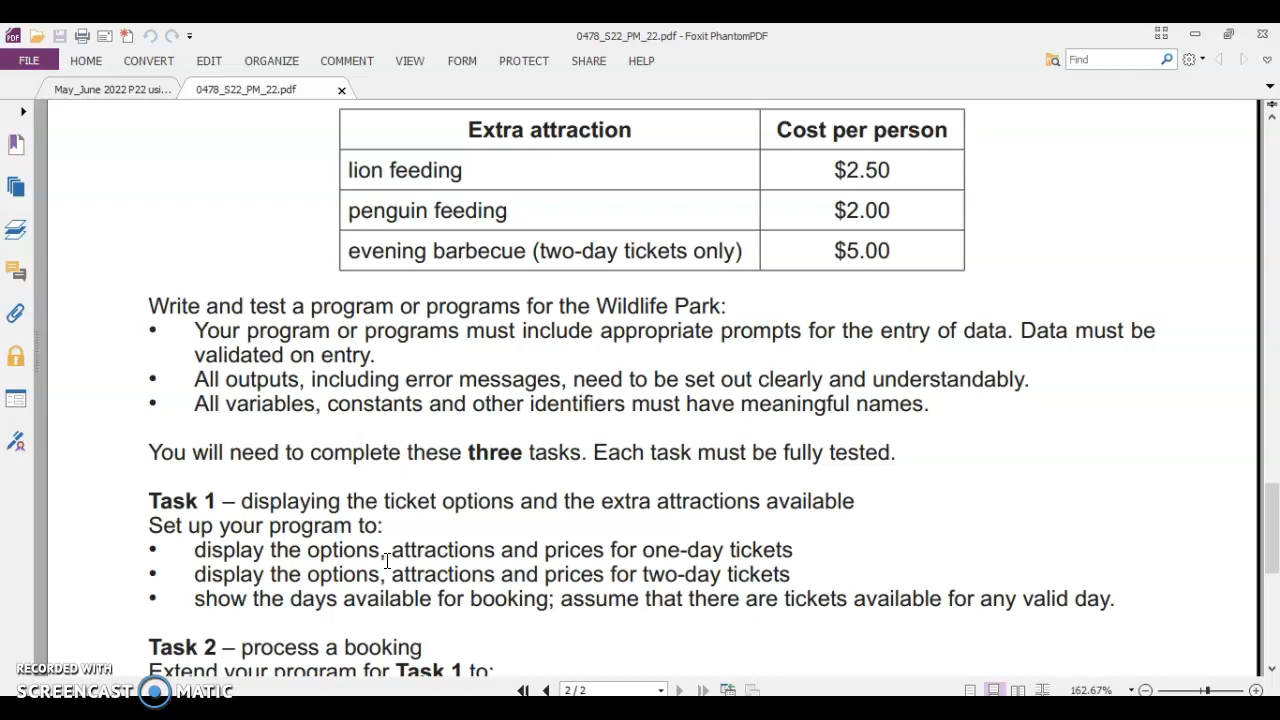 0478_S22_PM_22.pdf - Foxit PhantomPDF
FILE HOME CONVERT EDIT ORGANIZE COMMENT VIEW FORM PROTECT SHARE HELP Find
May_June 2022 P22 usi... 0478_S22_PM_22.pdf
Extra attraction Cost per person
lion feeding $2.50
penguin feeding $2.00
evening barbecue (two-day tickets only) $5.00
Write and test a program or programs for the Wildlife Park:
• Your program or programs must include appropriate prompts for the entry of data. Data must be
validated on entry.
• All outputs, including error messages, need to be set out clearly and understandably.
• All variables, constants and other identifiers must have meaningful names.
You will need to complete these three tasks. Each task must be fully tested.
Task 1 – displaying the ticket options and the extra attractions available
Set up your program to:
• display the options, attractions and prices for one-day tickets
• display the options, attractions and prices for two-day tickets
• show the days available for booking; assume that there are tickets available for any valid day.
Task 2 – process a booking
Extend your program for Task 1 to:
RECORDED WITH
SCREENCAST MATIC
2 / 2 162.67%